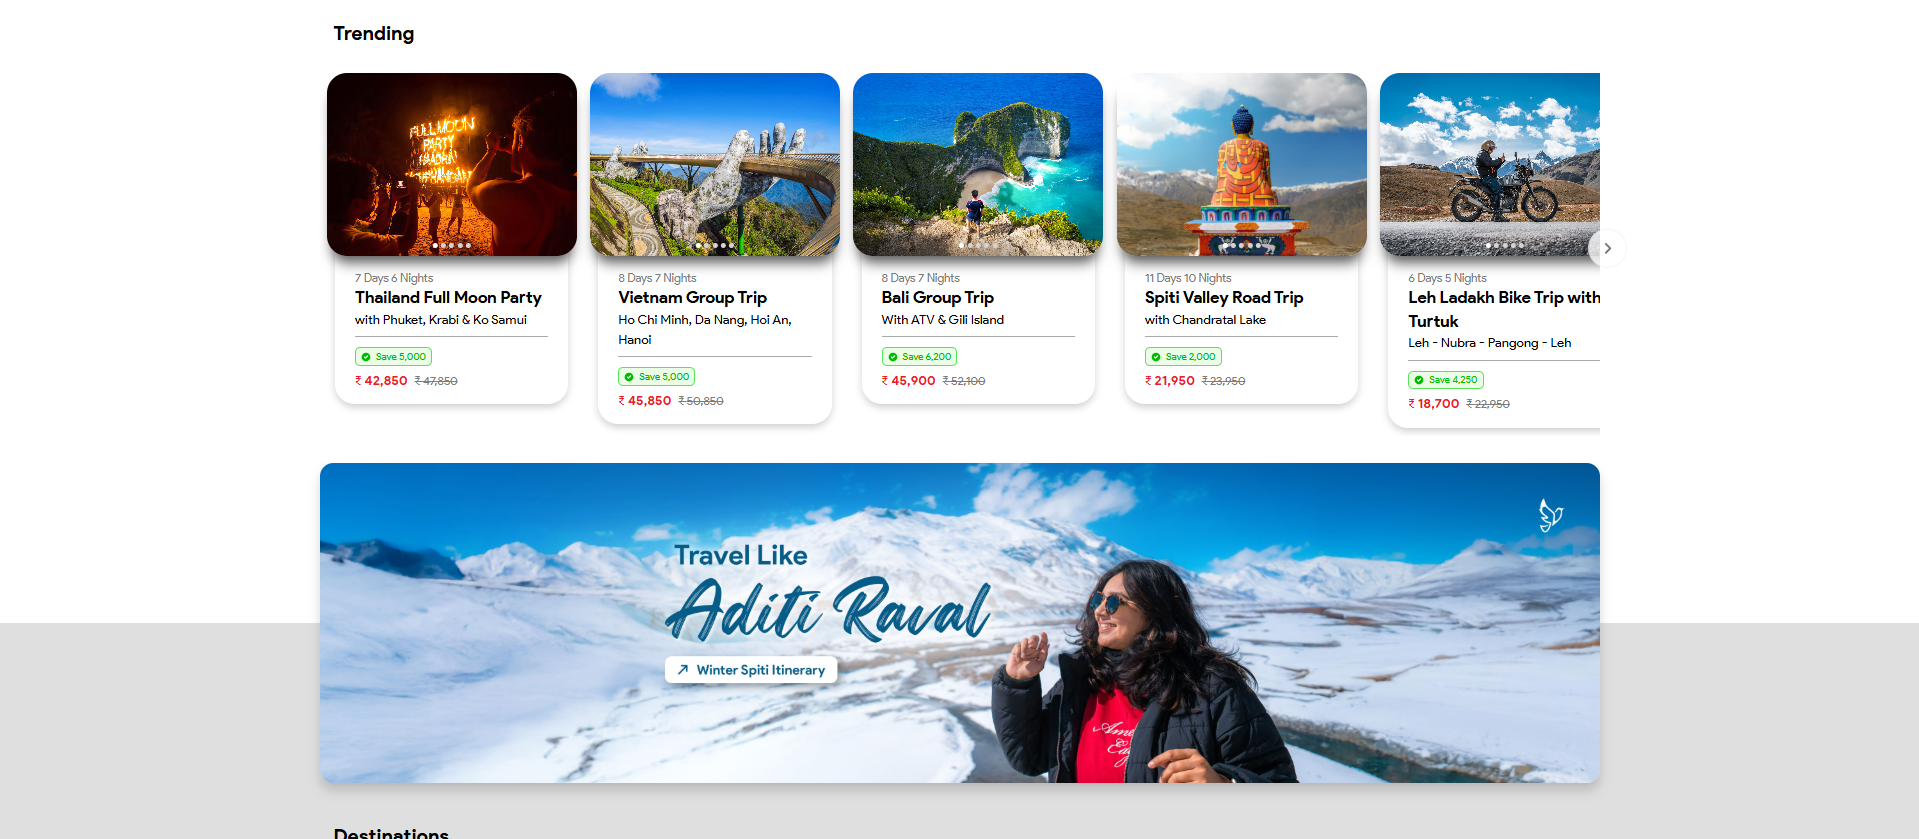 Trending
FULLMOON
PARTY
7 Days 6 Nights
Thailand Full Moon Party
with Phuket, Krabi & Ko Samui
Save 5,000
₹ 42,850 ₹ 47,850
8 Days 7 Nights
Vietnam Group Trip
Ho Chi Minh, Da Nang, Hoi An,
Hanoi
Save 5,000
₹ 45,850 ₹ 50,850
8 Days 7 Nights
Bali Group Trip
With ATV & Gili Island
Save 6,200
₹ 45,900 ₹ 52,100
11 Days 10 Nights
Spiti Valley Road Trip
with Chandratal Lake
Save 2,000
₹ 21,950 ₹ 23,950
6 Days 5 Nights
Leh Ladakh Bike Trip with
Turtuk
Leh - Nubra - Pangong - Leh
Save 4,250
₹ 18,700 ₹ 22,950
Travel Like
Aditi Raval
Winter Spiti Itinerary
Destinations